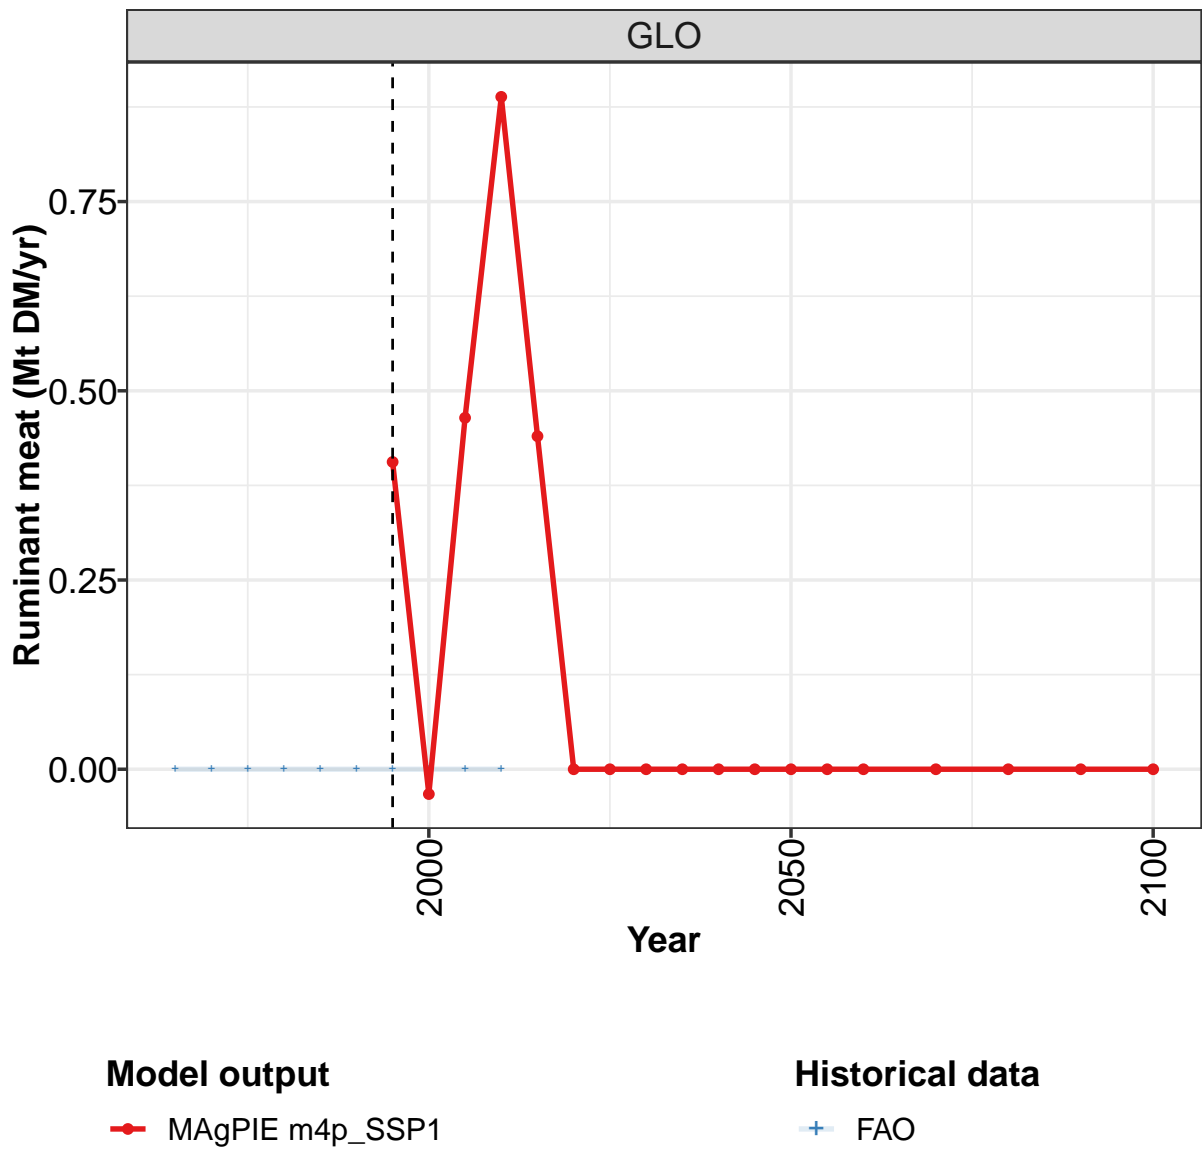 GLO
Ruminant meat (Mt DM/yr)
0.75
0.50
0.25
0.00
2000
2050
2100
Year
Model output
Historical data
MAgPIE m4p_SSP1
FAO